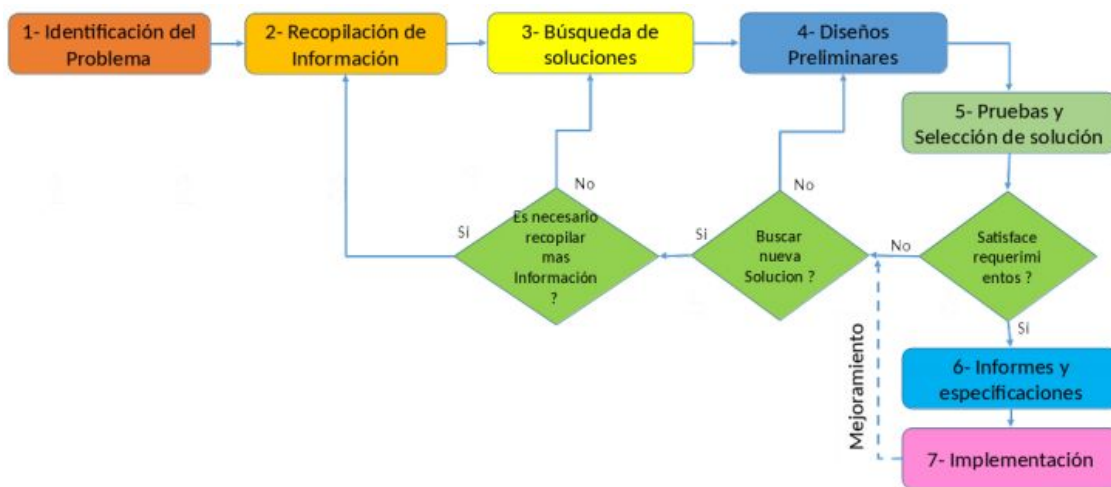 1- Identificación del
Problema
2- Recopilación de
Información
3- Búsqueda de
soluciones
4- Diseños
Preliminares
5- Pruebas y
Selección de solución
No
No
Si
Es necesario
recopilar
mas
Información
?
Si
Buscar
nueva
Solucion ?
No
Satisface
requerimi
entos ?
Sí
Mejoramiento
6- Informes y
especificaciones
7- Implementación